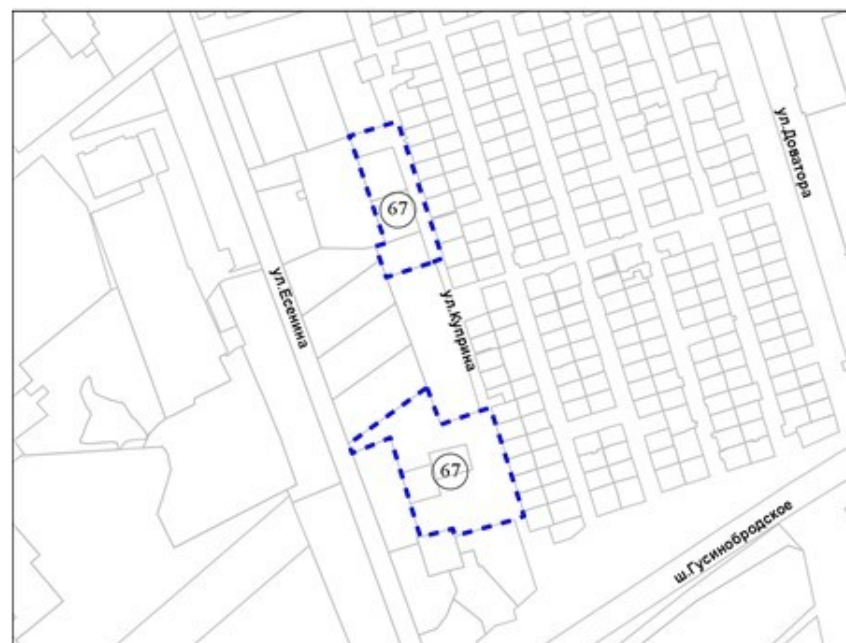 ул.Доватора
67
ул.Есенина
ул.Куприна
67
ш.Гусинобродское